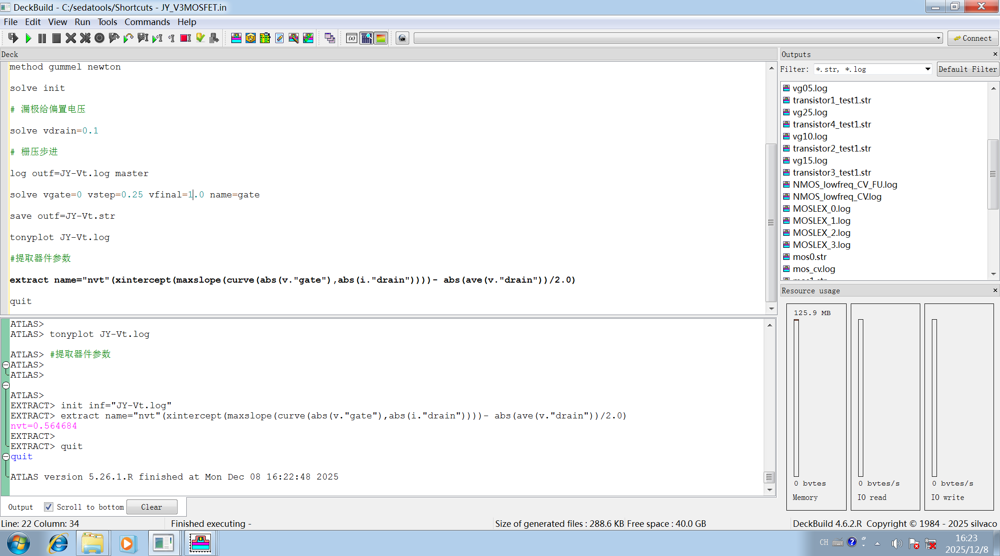 DeckBuild - C:/sedatools/Shortcuts - JY_V3MOSFET.in
File Edit View Run Tools Commands Help
Connect
Deck
method gummel newton
solve init
# 漏极给偏置电压
solve vdrain=0.1
# 栅压步进
log outf=JY-Vt.log master
solve vgate=0 vstep=0.25 vfinal=1.0 name=gate
save outf=JY-Vt.str
tonyplot JY-Vt.log
#提取器件参数
extract name="nvt"(xintercept(maxslope(curve(abs(v."gate"),abs(i."drain"))))- abs(ave(v."drain"))/2.0)
quit
ATLAS>
ATLAS> tonyplot JY-Vt.log
ATLAS> #提取器件参数
ATLAS>
ATLAS>
ATLAS>
EXTRACT> init inf="JY-Vt.log"
EXTRACT> extract name="nvt"(xintercept(maxslope(curve(abs(v."gate"),abs(i."drain"))))- abs(ave(v."drain"))/2.0)
nvt=0.564684
EXTRACT>
EXTRACT> quit
quit
ATLAS version 5.26.1.R finished at Mon Dec 08 16:22:48 2025
Output Scroll to bottom Clear
Outputs
Filter: *.str, *.log Default Filter
vg05.log
transistor1_test1.str
vg25.log
transistor4_test1.str
vg10.log
transistor2_test1.str
vg15.log
transistor3_test1.str
NMOS_lowfreq_CV_FU.log
NMOS_lowfreq_CV.log
MOSLEX_0.log
MOSLEX_1.log
MOSLEX_2.log
MOSLEX_3.log
mos0.str
mos_cv.log
Resource usage
125.9 MB
0 bytes 0 bytes/s 0 bytes/s
Memory IO read IO write
Line: 22 Column: 34 Finished executing - Size of generated files : 288.6 KB Free space : 40.0 GB DeckBuild 4.6.2.R Copyright © 1984 - 2025 silvaco
CH
16:23
2025/12/8